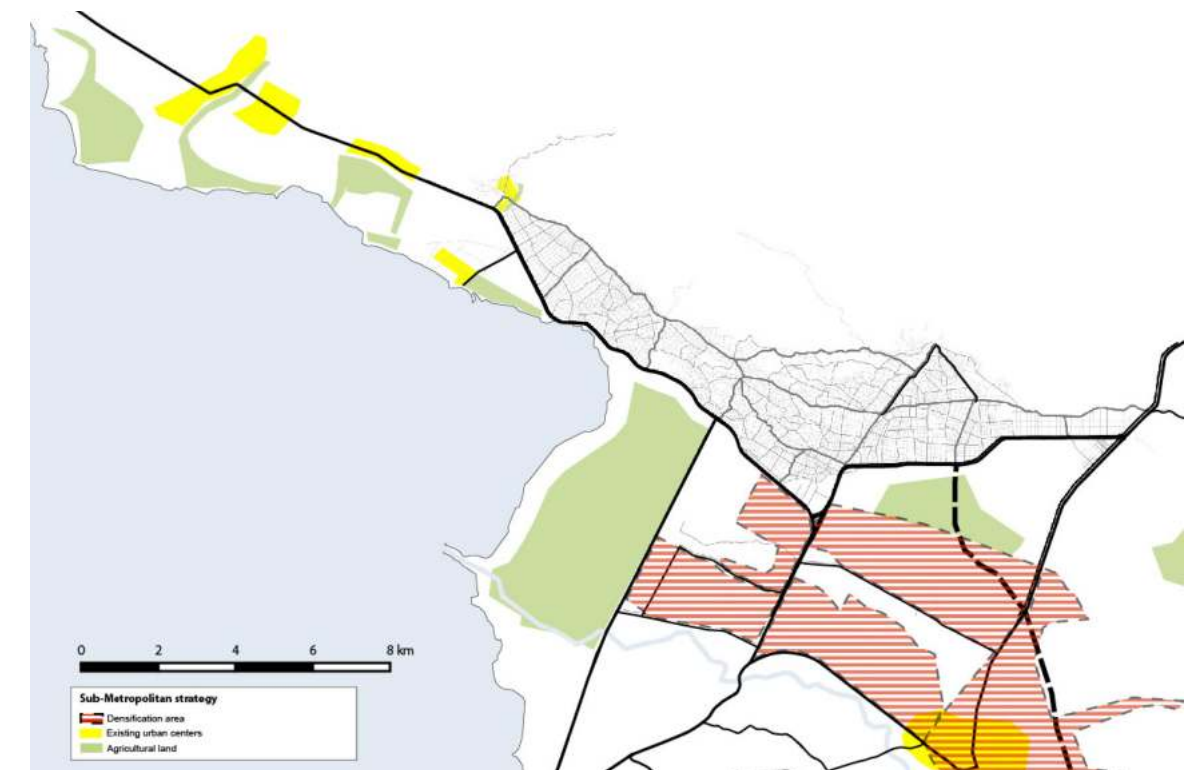 0 2 4 6 8 km
Sub-Metropolitan strategy
Densification area
Existing urban centers
Agricultural land